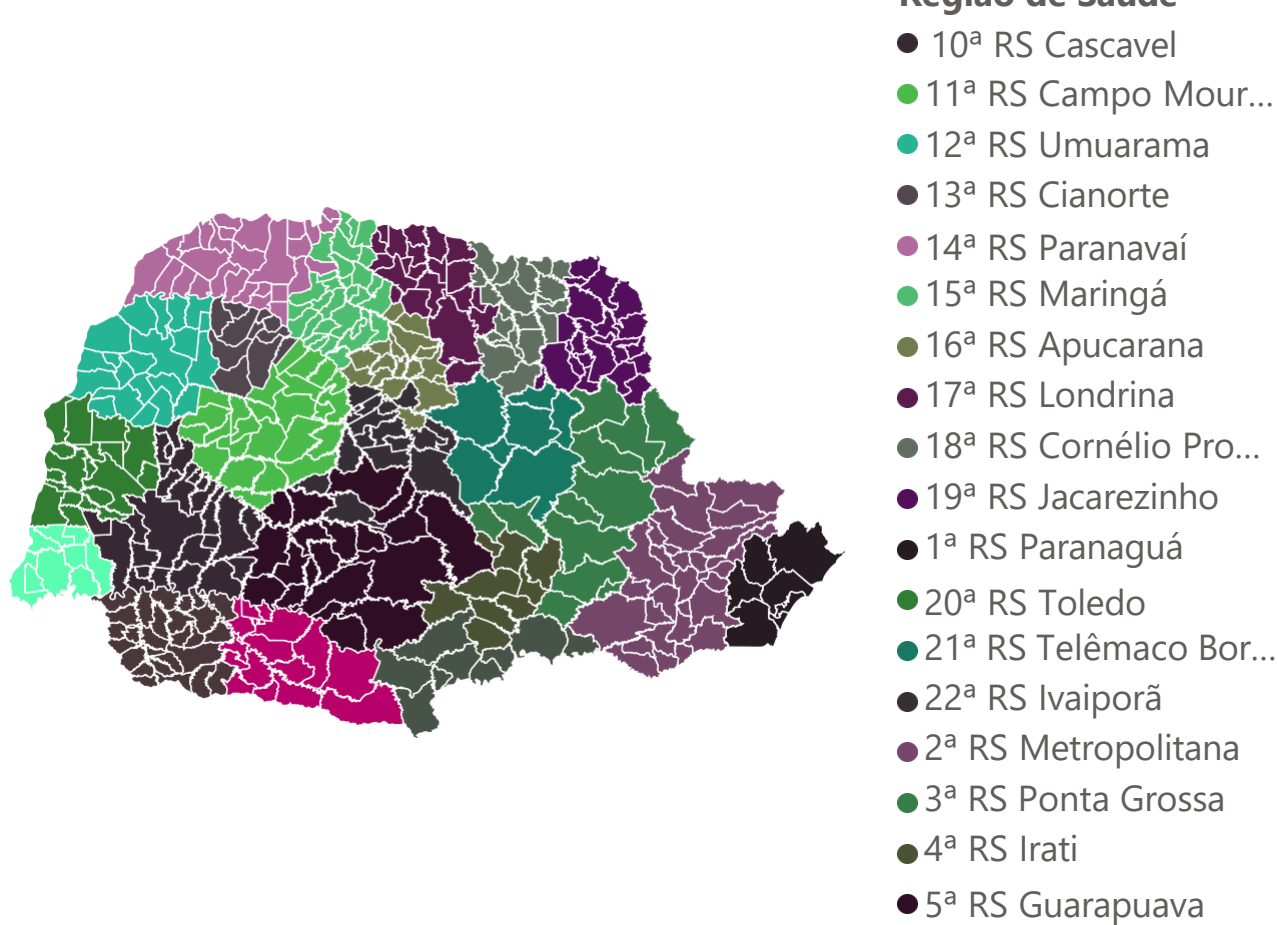 Região de Saúde
10ª RS Cascavel
11ª RS Campo Mour...
12ª RS Umuarama
13ª RS Cianorte
14ª RS Paranavaí
15ª RS Maringá
16ª RS Apucarana
17ª RS Londrina
18ª RS Cornélio Pro...
19ª RS Jacarezinho
1ª RS Paranaguá
20ª RS Toledo
21ª RS Telêmaco Bor...
22ª RS Ivaiporã
2ª RS Metropolitana
3ª RS Ponta Grossa
4ª RS Irati
5ª RS Guarapuava